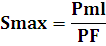 Smax = Pml / PF